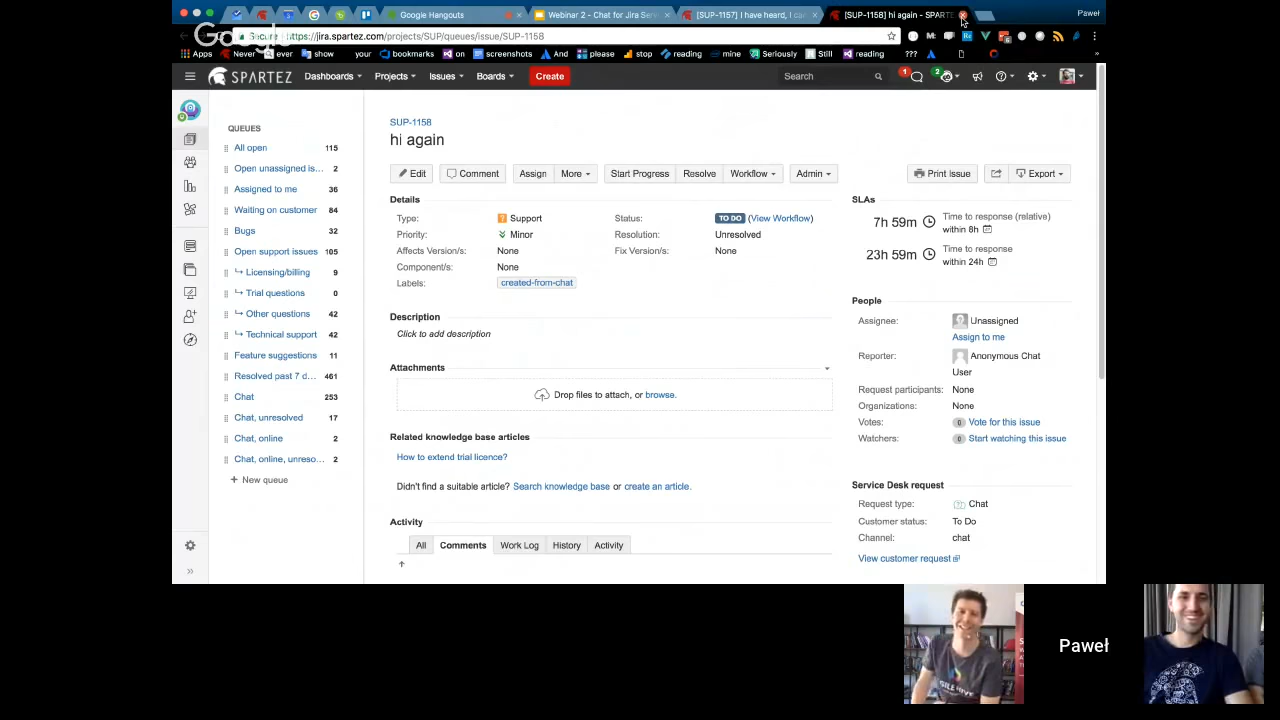 Google Hangouts
Webinar 2 - Chat for Jira Serv
[SUP-1157] I have heard, I can
[SUP-1158] hi again - SPARTE
Paweł
Google
Secure https://jira.spartez.com/projects/SUP/queues/issue/SUP-1158
Apps never show your bookmarks on screenshots And please stop reading mine Seriously Still reading ???
SPARTEZ Dashboards Projects Issues Boards Create Search 1 2
QUEUES
All open 115
Open unassigned is... 2
Assigned to me 36
Waiting on customer 84
Bugs 32
Open support issues 105
Licensing/billing 9
Trial questions 0
Other questions 42
Technical support 42
Feature suggestions 11
Resolved past 7 d... 461
Chat 253
Chat, unresolved 17
Chat, online 2
Chat, online, unreso... 2
+ New queue
SUP-1158
hi again
Edit Comment Assign More Start Progress Resolve Workflow Admin Print Issue Export
Details
Type: Support Status: TO DO (View Workflow)
Priority: Minor Resolution: Unresolved
Affects Version/s: None Fix Version/s: None
Component/s: None
Labels: created-from-chat
Description
Click to add description
Attachments
Drop files to attach, or browse.
Related knowledge base articles
How to extend trial licence?
Didn't find a suitable article? Search knowledge base or create an article.
Activity
All Comments Work Log History Activity
SLAs
7h 59m Time to response (relative)
within 8h
23h 59m Time to response
within 24h
People
Assignee: Unassigned
Assign to me
Reporter: Anonymous Chat
User
Request participants: None
Organizations: None
Votes: 0 Vote for this issue
Watchers: 0 Start watching this issue
Service Desk request
Request type: Chat
Customer status: To Do
Channel: chat
View customer request
Paweł